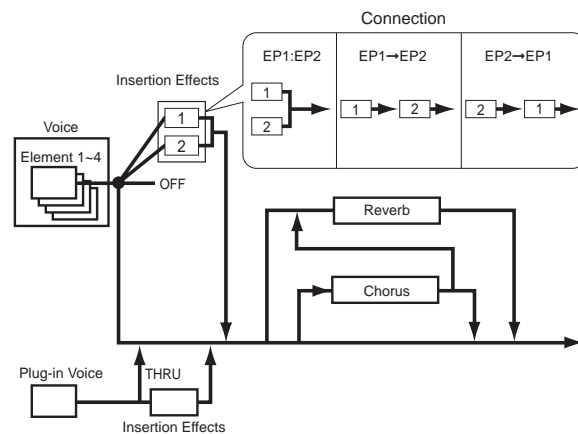 Connection
EP1:EP2
EP1→EP2
EP2→EP1
1
2
1
2
2
1
Insertion Effects
1
2
Voice
Element 1~4
OFF
Reverb
Chorus
Plug-in Voice
THRU
Insertion Effects